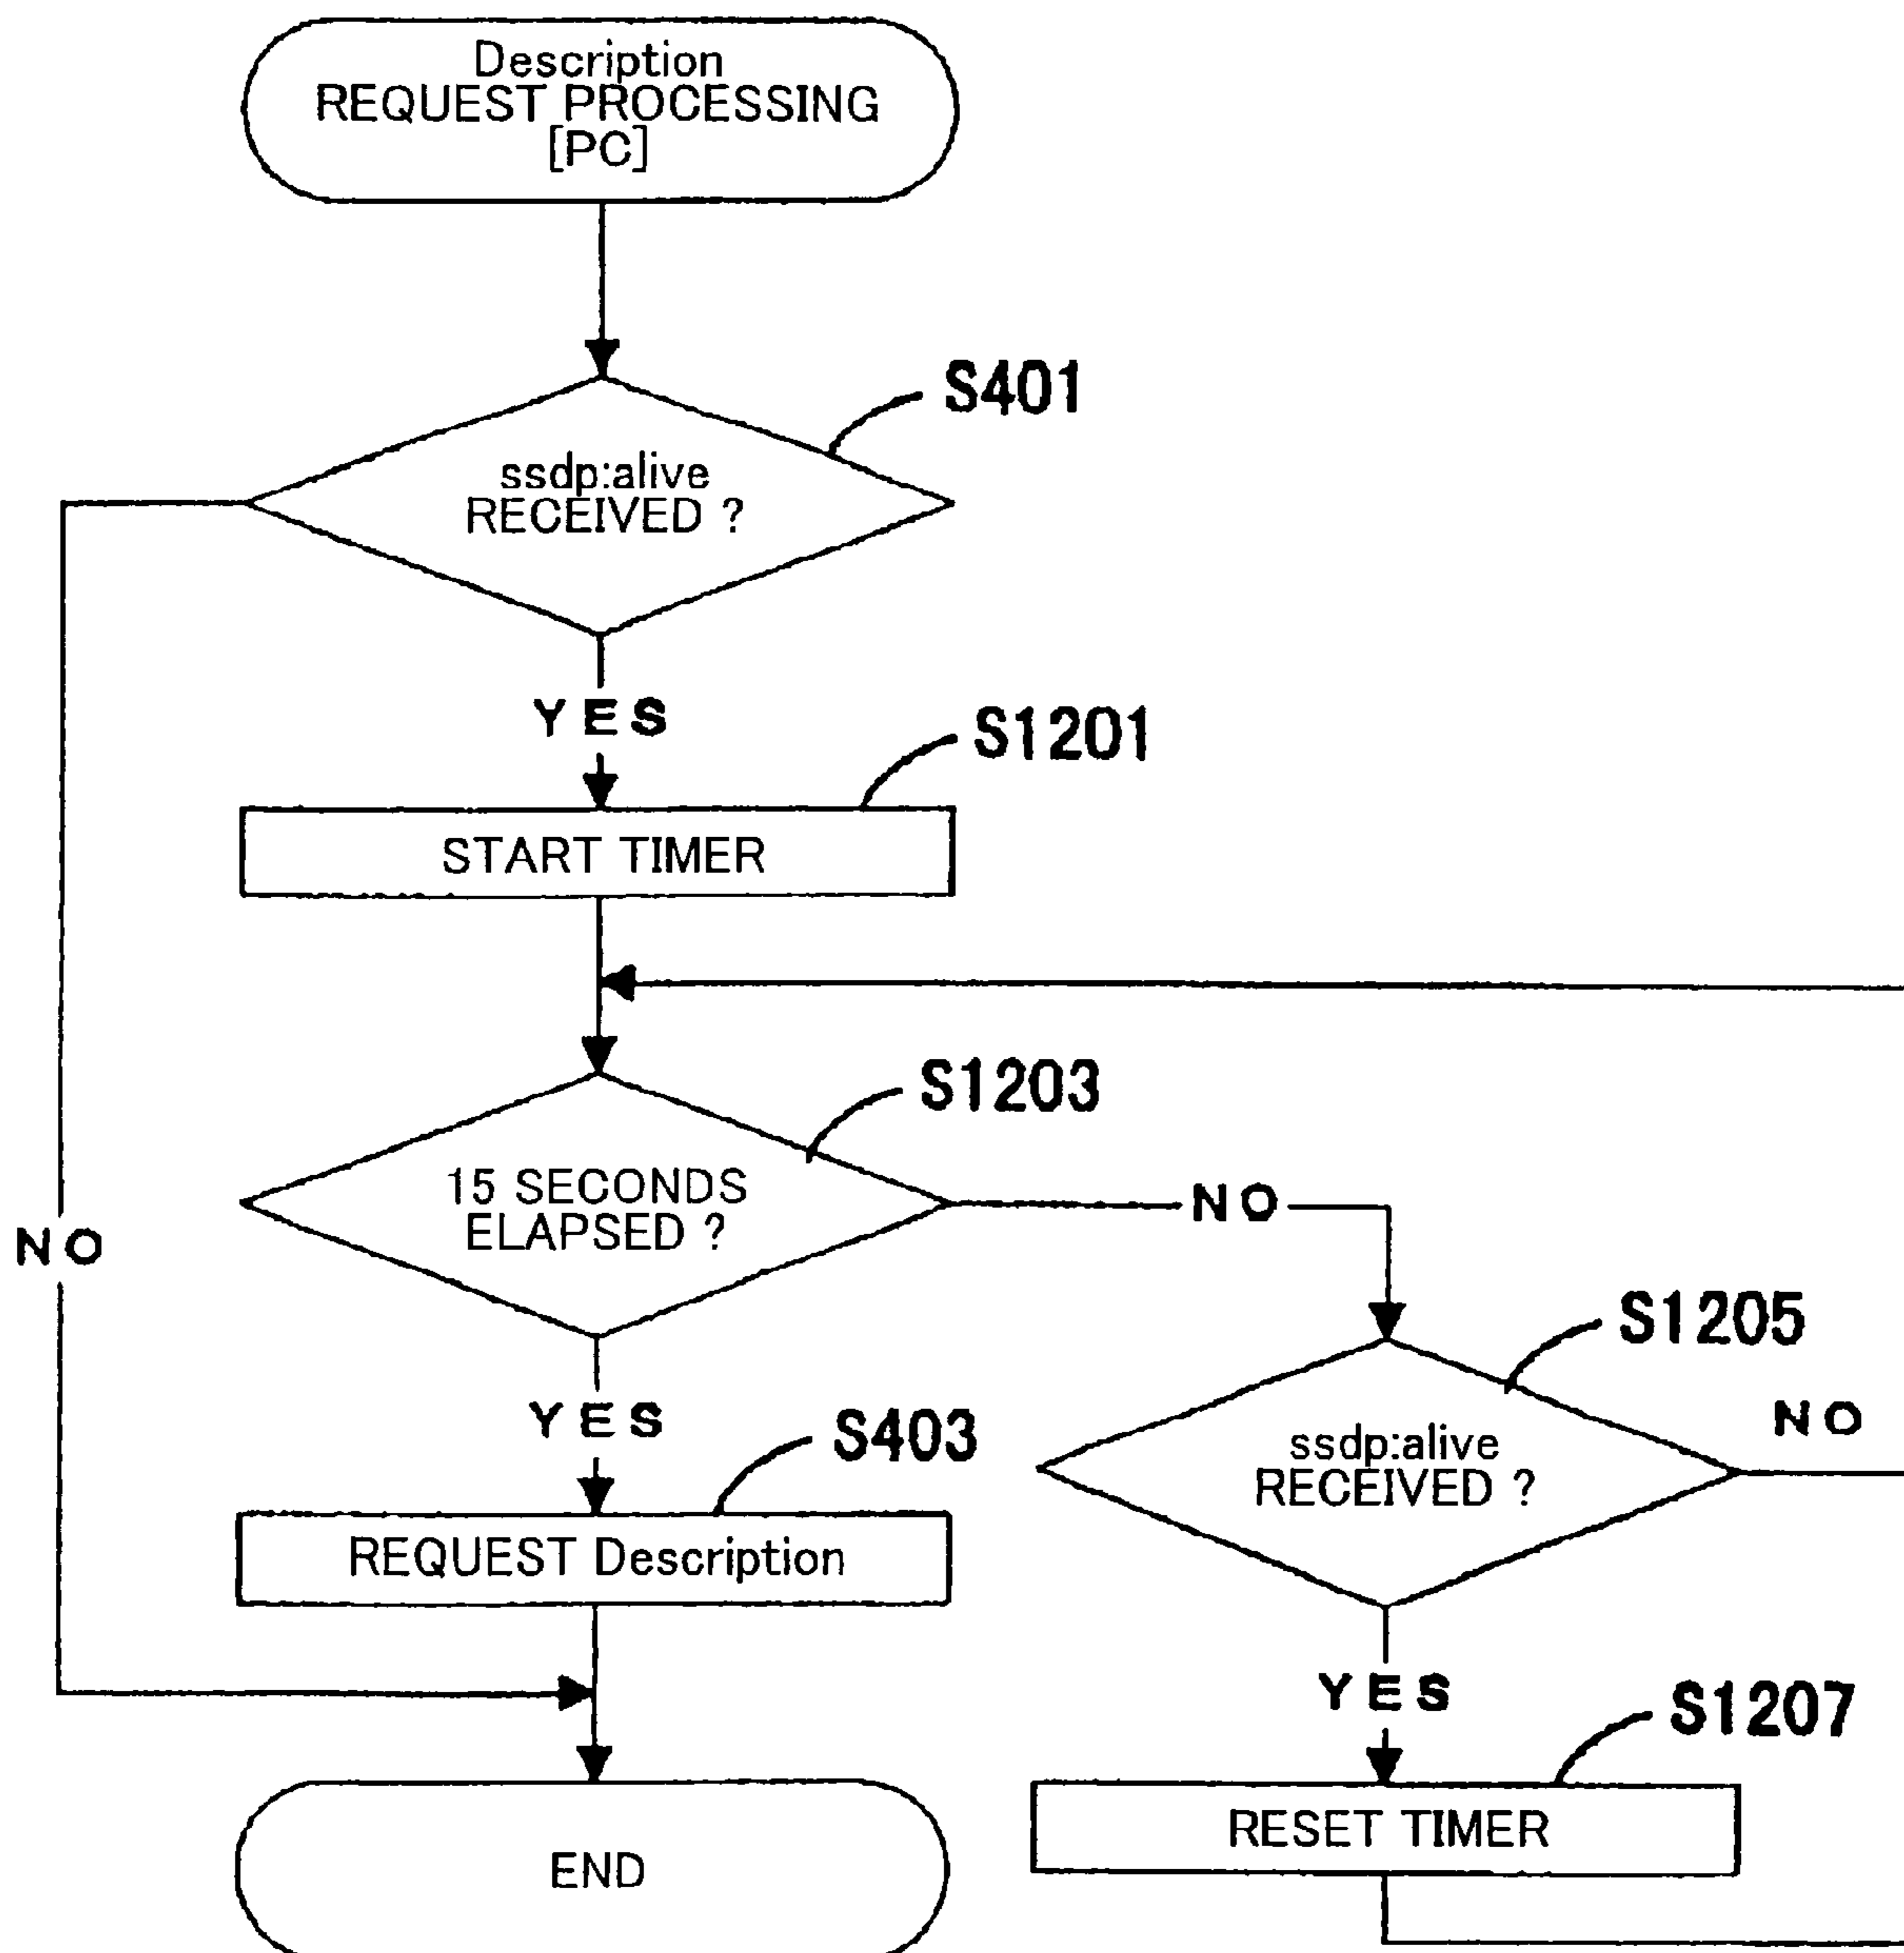 Description
REQUEST PROCESSING
[PC]
S401
ssdp:alive
RECEIVED ?
YES
S1201
START TIMER
S1203
15 SECONDS
ELAPSED ?
NO
NO
S1205
YES
S403
ssdp:alive
RECEIVED ?
NO
REQUEST Description
YES
S1207
RESET TIMER
END